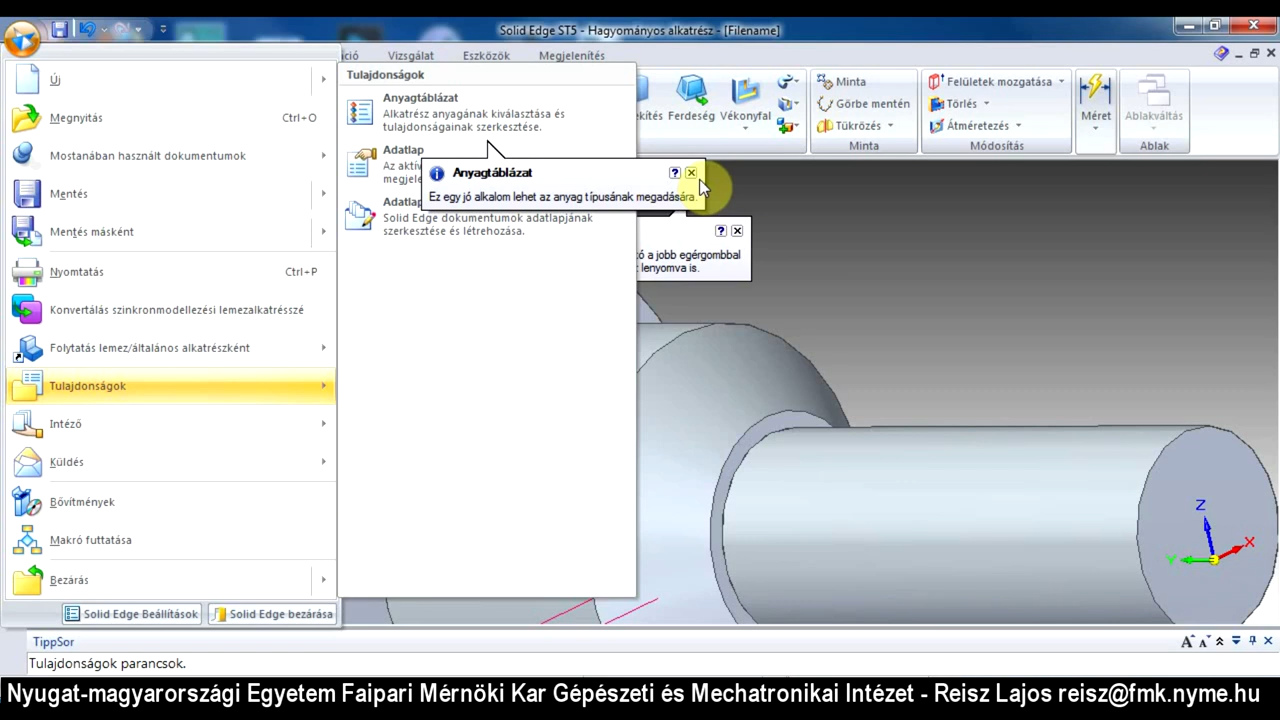 Solid Edge ST5 - Hagyományos alkatrész - [Filename]
Vizsgálat
Eszközök
Megjelenítés
Új
Megnyitás Ctrl+O
Mostanában használt dokumentumok
Mentés
Mentés másként
Nyomtatás Ctrl+P
Konvertálás szinkronmodellezési lemezalkatrésszé
Folytatás lemez/általános alkatrészként
Tulajdonságok
Intéző
Küldés
Bővítmények
Makró futtatása
Bezárás
Solid Edge Beállítások
Solid Edge bezárása
Tulajdonságok
Anyagtáblázat
Alkatrész anyagának kiválasztása és
tulajdonságainak szerkesztése.
Adatlap
Az aktív
Solid Edge dokumentumok adatlapjának
szerkesztése és létrehozása.
Anyagtáblázat
Ez egy jó alkalom lehet az anyag típusának megadására.
ó a jobb egérgombbal
lenyomva is.
Ferdeség
Vékonyfal
Minta
Görbe mentén
Tükrözés
Minta
Felületek mozgatása
Törlés
Átméretezés
Módosítás
Méret
Ablakváltás
Ablak
Z
X
Y
TippSor
Tulajdonságok parancsok.
Nyugat-magyarországi Egyetem Faipari Mérnöki Kar Gépészeti és Mechatronikai Intézet - Reisz Lajos reisz@fmk.nyme.hu